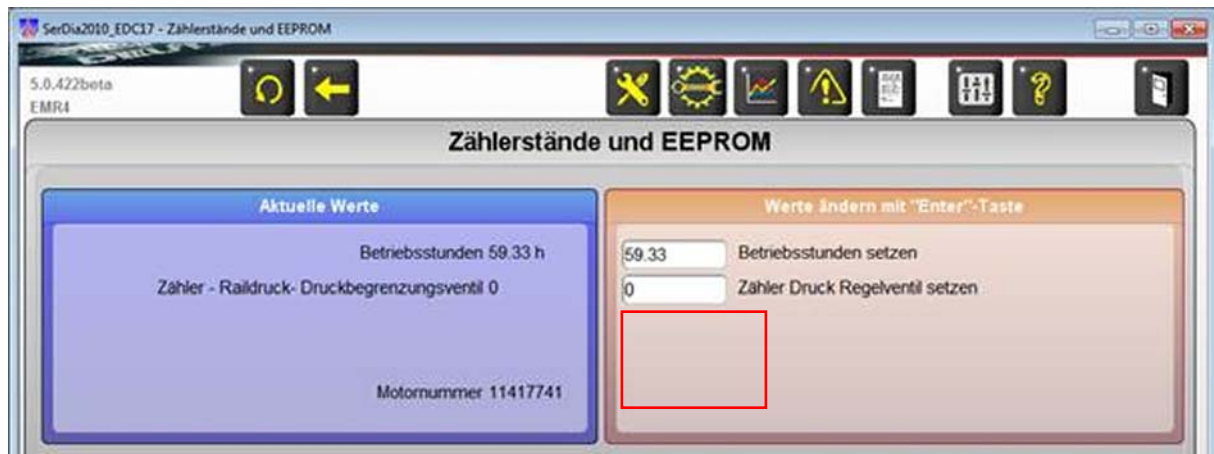 SerDia2010_EDC17 - Zählerstände und EEPROM
5.0.422beta
EMR4
Zählerstände und EEPROM
Aktuelle Werte
Betriebsstunden 59.33 h
Zähler - Raildruck- Druckbegrenzungsventil 0
Motornummer 11417741
Werte ändern mit "Enter"-Taste
59.33 Betriebsstunden setzen
0 Zähler Druck Regelventil setzen